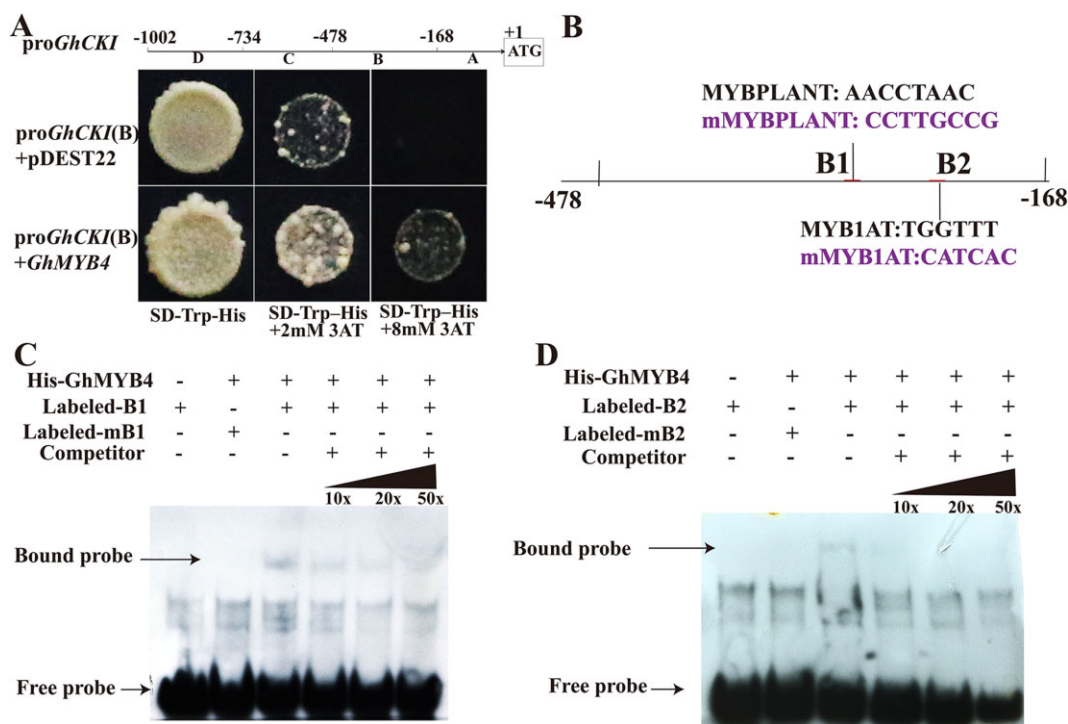 A
proGhCKI
-1002 -734 -478 -168 +1
D C B A ATG
proGhCKI(B)
+pDEST22
proGhCKI(B)
+GhMYB4
SD-Trp-His
SD-Trp–His
+2mM 3AT
SD-Trp-His
+8mM 3AT
B
MYBPLANT: AACCTAAC
mMYBPLANT: CCTTGCCG
B1 B2
-478 -168
MYB1AT:TGGTTT
mMYB1AT:CATCAC
C
His-GhMYB4 - + + + + +
Labeled-B1 + - + + + +
Labeled-mB1 - + - - - -
Competitor - - - + + +
10x 20x 50x
Bound probe
Free probe
D
His-GhMYB4 - + + + + +
Labeled-B2 + - + + + +
Labeled-mB2 - + - - - -
Competitor - - - + + +
10x 20x 50x
Bound probe
Free probe